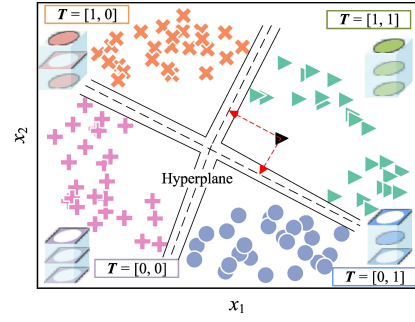 T = [1, 0]
T = [1, 1]
x2
Hyperplane
T = [0, 0]
T = [0, 1]
x1